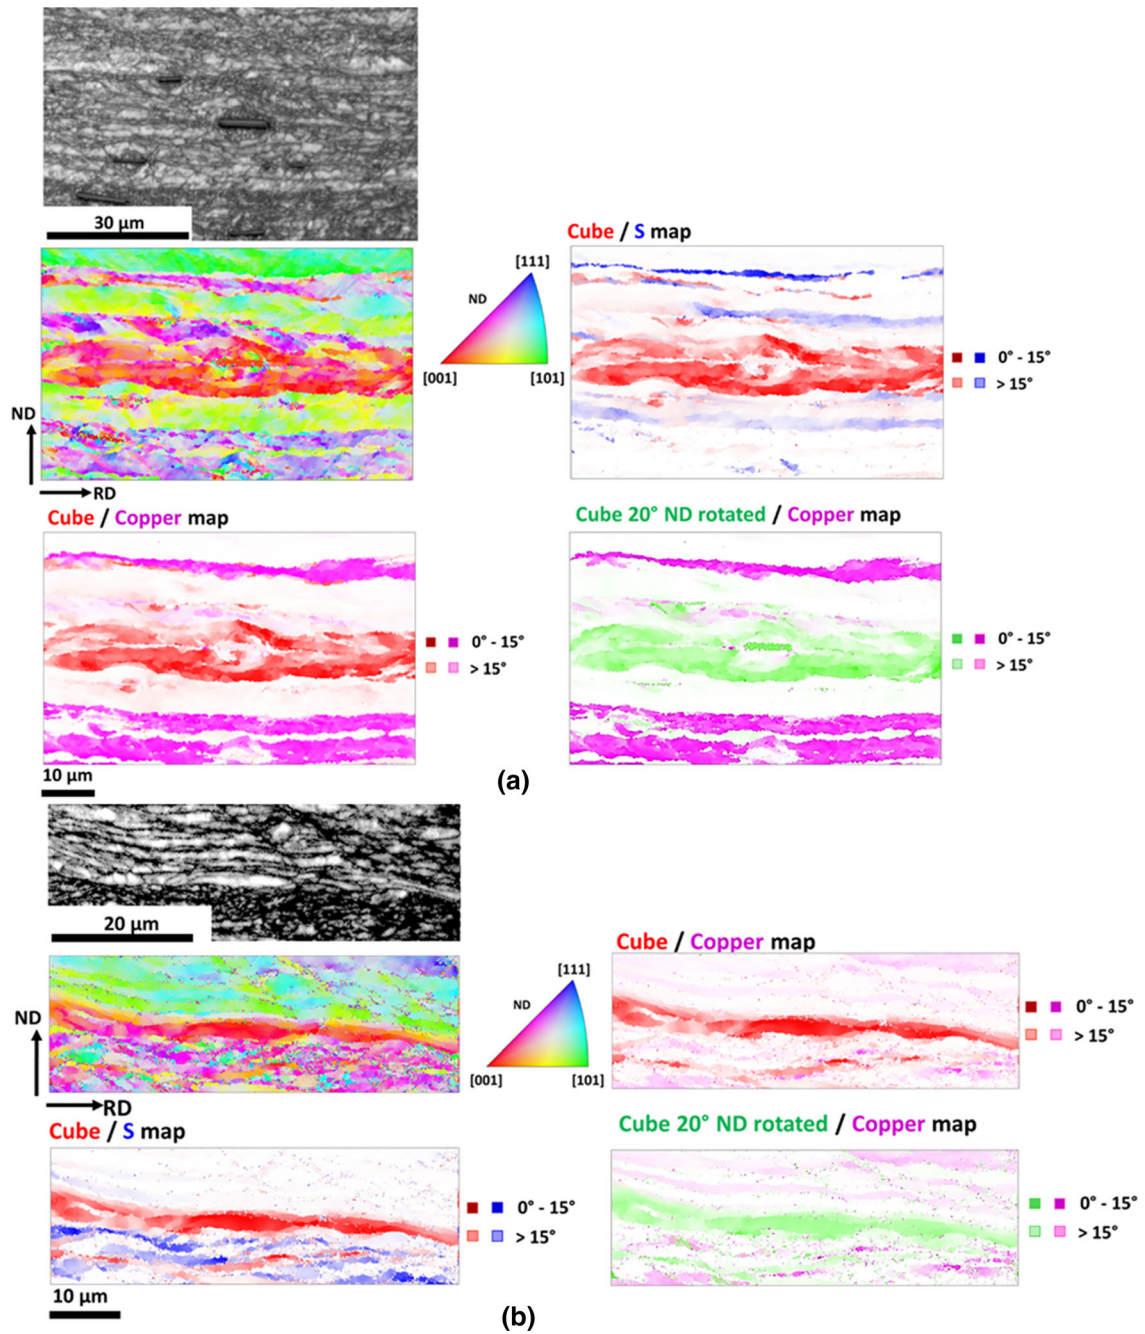 30 µm
Cube / S map
[111]
ND
[001] [101]
0° - 15°
> 15°
ND
RD
Cube / Copper map
Cube 20° ND rotated / Copper map
0° - 15°
> 15°
0° - 15°
> 15°
10 µm
(a)
20 µm
Cube / Copper map
[111]
ND
[001] [101]
0° - 15°
> 15°
ND
RD
Cube / S map
Cube 20° ND rotated / Copper map
0° - 15°
> 15°
0° - 15°
> 15°
10 µm
(b)